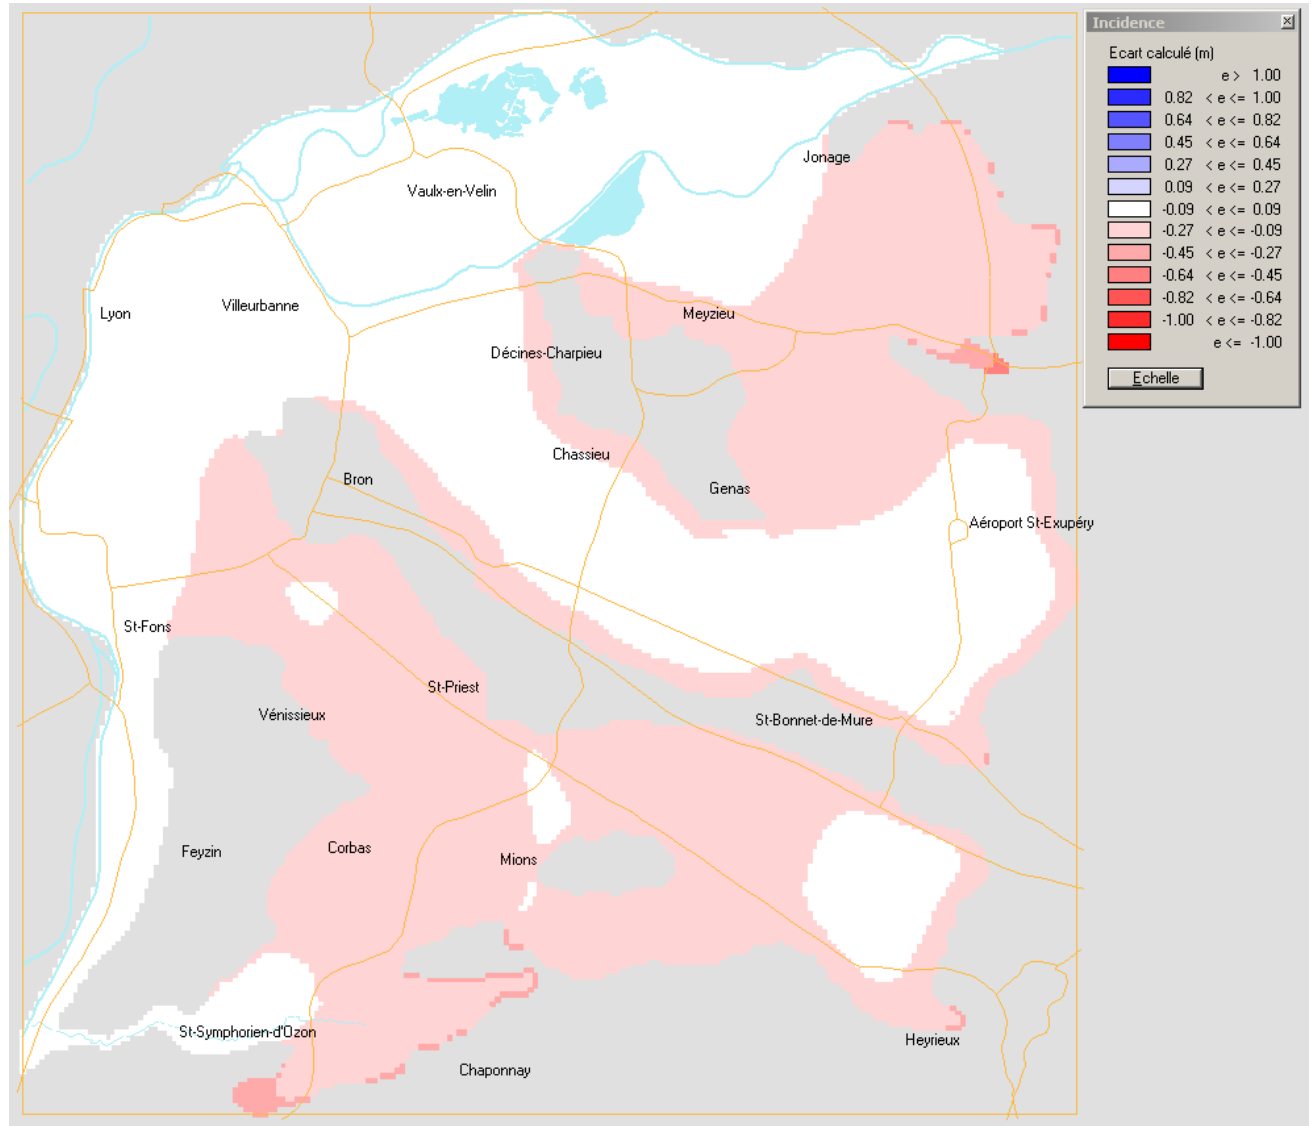 Incidence
Ecart calculé (m)
e > 1.00
0.82 < e <= 1.00
0.64 < e <= 0.82
0.45 < e <= 0.64
0.27 < e <= 0.45
0.09 < e <= 0.27
-0.09 < e <= 0.09
-0.27 < e <= -0.09
-0.45 < e <= -0.27
-0.64 < e <= -0.45
-0.82 < e <= -0.64
-1.00 < e <= -0.82
e <= -1.00
Echelle
Jonage
Vaulx-en-Velin
Lyon
Villeurbanne
Meyzieu
Décines-Charpieu
Chassieu
Bron
Genas
Aéroport St-Exupéry
St-Fons
St-Priest
Vénissieux
St-Bonnet-de-Mure
Feyzin
Corbas
Mions
St-Symphorien-d'Ozon
Heyrieux
Chaponnay